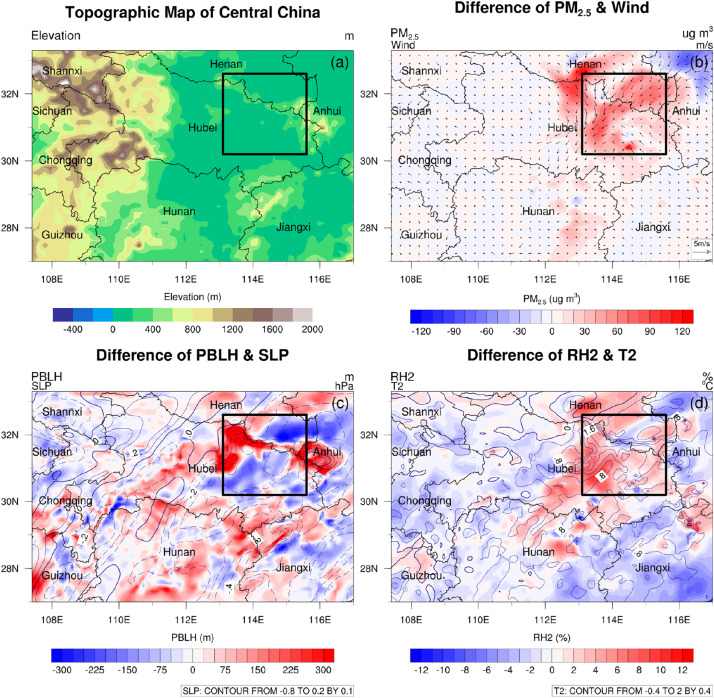 Topographic Map of Central China
Elevation m
(a)
Shannxi
Henan
Sichuan
Anhui
Hubei
Chongqing
Hunan
Jiangxi
Guizhou
32N
30N
28N
108E 110E 112E 114E 116E
Elevation (m)
-400 0 400 800 1200 1600 2000
Difference of PM2.5 & Wind
PM2.5 ug m³
Wind m/s
(b)
Shannxi
Henan
Sichuan
Anhui
Hubei
Chongqing
Hunan
Jiangxi
Guizhou
5m/s
32N
30N
28N
108E 110E 112E 114E 116E
PM2.5 (ug m³)
-120 -90 -60 -30 0 30 60 90 120
Difference of PBLH & SLP
PBLH m
SLP hPa
(c)
Shannxi
Henan
Sichuan
Anhui
Hubei
Chongqing
Hunan
Jiangxi
Guizhou
32N
30N
28N
108E 110E 112E 114E 116E
PBLH (m)
-300 -225 -150 -75 0 75 150 225 300
SLP: CONTOUR FROM -0.8 TO 0.2 BY 0.1
Difference of RH2 & T2
RH2 %
T2 °C
(d)
Shannxi
Henan
Sichuan
Anhui
Hubei
Chongqing
Hunan
Jiangxi
Guizhou
32N
30N
28N
108E 110E 112E 114E 116E
RH2 (%)
-12 -10 -8 -6 -4 -2 0 2 4 6 8 10 12
T2: CONTOUR FROM -0.4 TO 2 BY 0.4